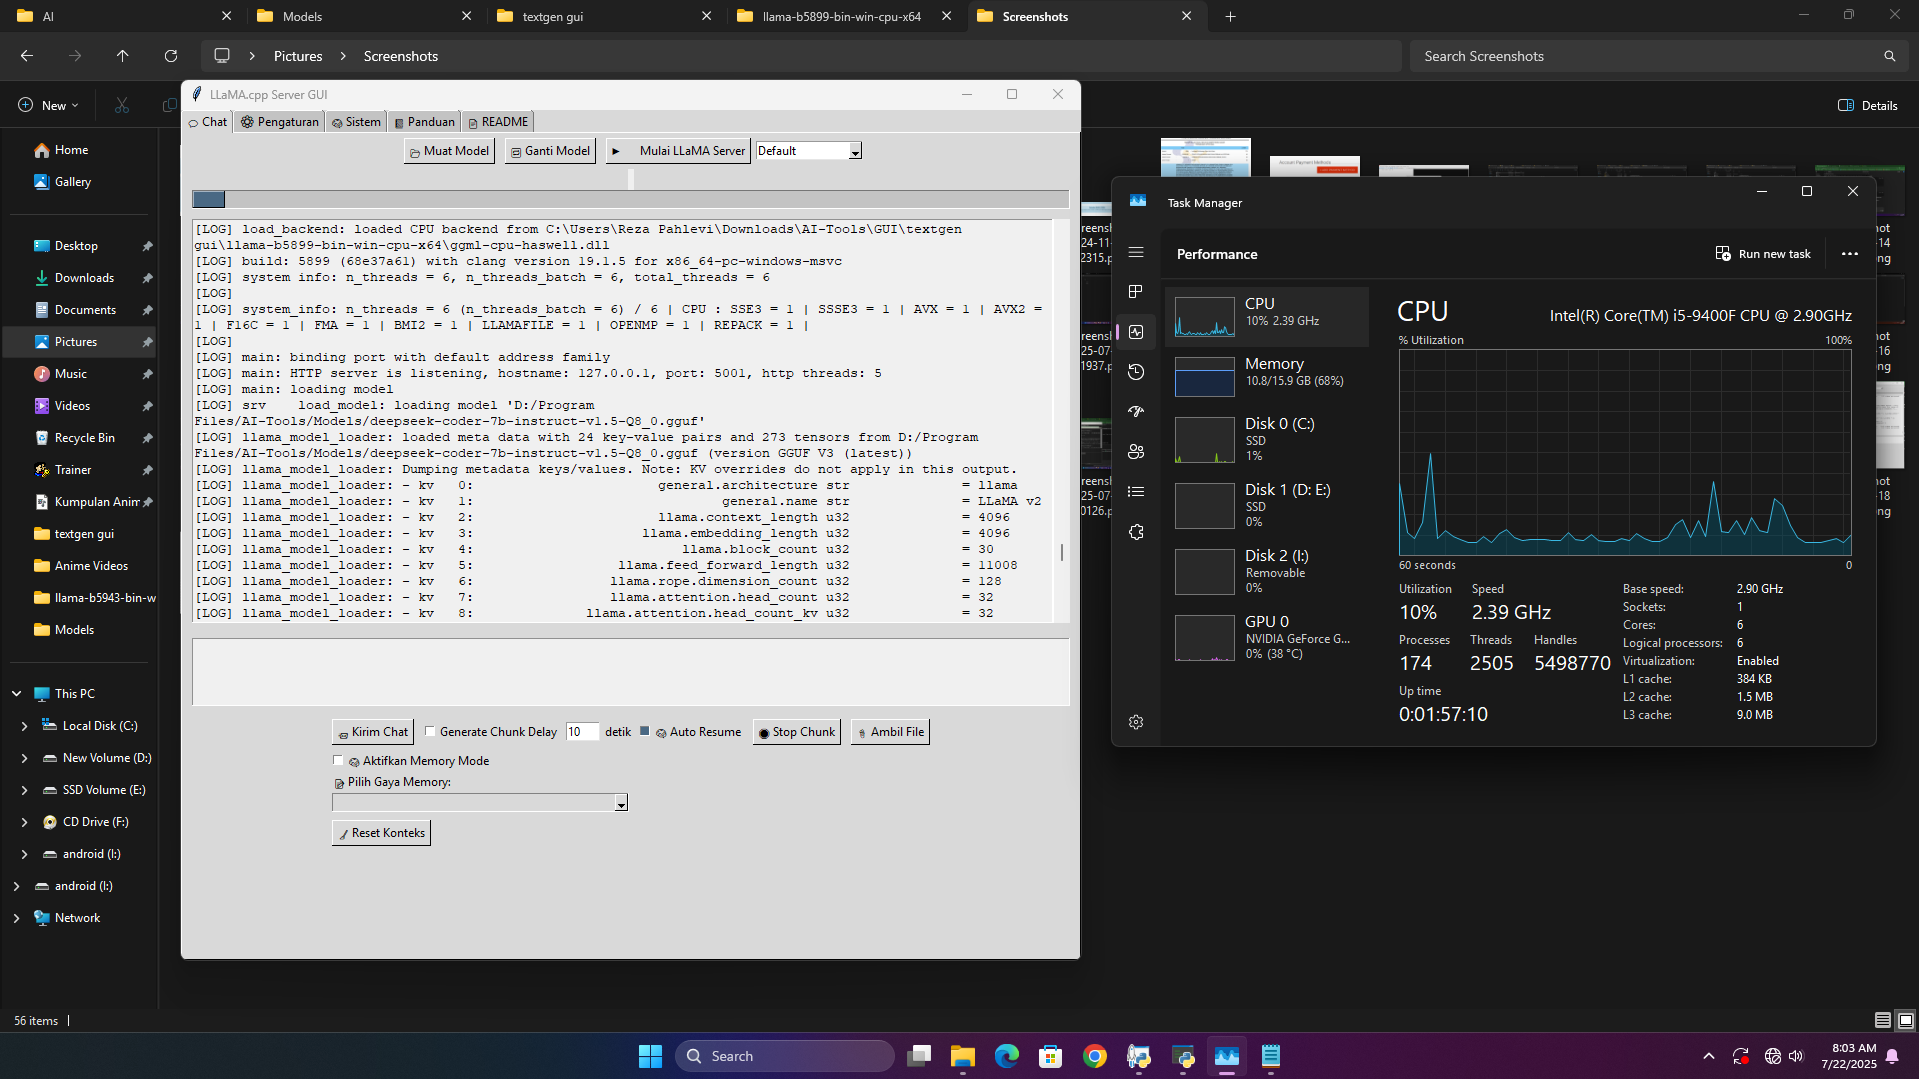 AI
Models
textgen gui
llama-b5899-bin-win-cpu-x64
Screenshots
Pictures
Screenshots
Search Screenshots
New
Details
Home
Gallery
Desktop
Downloads
Documents
Pictures
Music
Videos
Recycle Bin
Trainer
Kumpulan Anim
textgen gui
Anime Videos
llama-b5943-bin-w
Models
This PC
Local Disk (C:)
New Volume (D:)
SSD Volume (E:)
CD Drive (F:)
android (I:)
android (I:)
Network
56 items
LLaMA.cpp Server GUI
Chat
Pengaturan
Sistem
Panduan
README
Muat Model
Ganti Model
Mulai LLaMA Server
Default
[LOG] load_backend: loaded CPU backend from C:\Users\Reza Pahlevi\Downloads\AI-Tools\GUI\textgen
gui\llama-b5899-bin-win-cpu-x64\ggml-cpu-haswell.dll
[LOG] build: 5899 (68e37a61) with clang version 19.1.5 for x86_64-pc-windows-msvc
[LOG] system info: n_threads = 6, n_threads_batch = 6, total_threads = 6
[LOG]
[LOG] system_info: n_threads = 6 (n_threads_batch = 6) / 6 | CPU : SSE3 = 1 | SSSE3 = 1 | AVX = 1 | AVX2 =
1 | F16C = 1 | FMA = 1 | BMI2 = 1 | LLAMAFILE = 1 | OPENMP = 1 | REPACK = 1 |
[LOG]
[LOG] main: binding port with default address family
[LOG] main: HTTP server is listening, hostname: 127.0.0.1, port: 5001, http threads: 5
[LOG] main: loading model
[LOG] srv    load_model: loading model 'D:/Program
Files/AI-Tools/Models/deepseek-coder-7b-instruct-v1.5-Q8_0.gguf'
[LOG] llama_model_loader: loaded meta data with 24 key-value pairs and 273 tensors from D:/Program
Files/AI-Tools/Models/deepseek-coder-7b-instruct-v1.5-Q8_0.gguf (version GGUF V3 (latest))
[LOG] llama_model_loader: Dumping metadata keys/values. Note: KV overrides do not apply in this output.
[LOG] llama_model_loader: - kv   0:                       general.architecture str              = llama
[LOG] llama_model_loader: - kv   1:                               general.name str              = LLaMA v2
[LOG] llama_model_loader: - kv   2:                       llama.context_length u32              = 4096
[LOG] llama_model_loader: - kv   3:                     llama.embedding_length u32              = 4096
[LOG] llama_model_loader: - kv   4:                          llama.block_count u32              = 30
[LOG] llama_model_loader: - kv   5:                  llama.feed_forward_length u32              = 11008
[LOG] llama_model_loader: - kv   6:                 llama.rope.dimension_count u32              = 128
[LOG] llama_model_loader: - kv   7:                 llama.attention.head_count u32              = 32
[LOG] llama_model_loader: - kv   8:              llama.attention.head_count_kv u32              = 32
Kirim Chat
Generate Chunk Delay
10
detik
Auto Resume
Stop Chunk
Ambil File
Aktifkan Memory Mode
Pilih Gaya Memory:
Reset Konteks
Task Manager
Performance
Run new task
CPU
10% 2.39 GHz
Memory
10.8/15.9 GB (68%)
Disk 0 (C:)
SSD
1%
Disk 1 (D: E:)
SSD
0%
Disk 2 (I:)
Removable
0%
GPU 0
NVIDIA GeForce G...
0% (38 °C)
CPU
Intel(R) Core(TM) i5-9400F CPU @ 2.90GHz
% Utilization
100%
60 seconds
0
Utilization
Speed
10%
2.39 GHz
Processes
Threads
Handles
174
2505
5498770
Up time
0:01:57:10
Base speed: 2.90 GHz
Sockets: 1
Cores: 6
Logical processors: 6
Virtualization: Enabled
L1 cache: 384 KB
L2 cache: 1.5 MB
L3 cache: 9.0 MB
Search
8:03 AM
7/22/2025